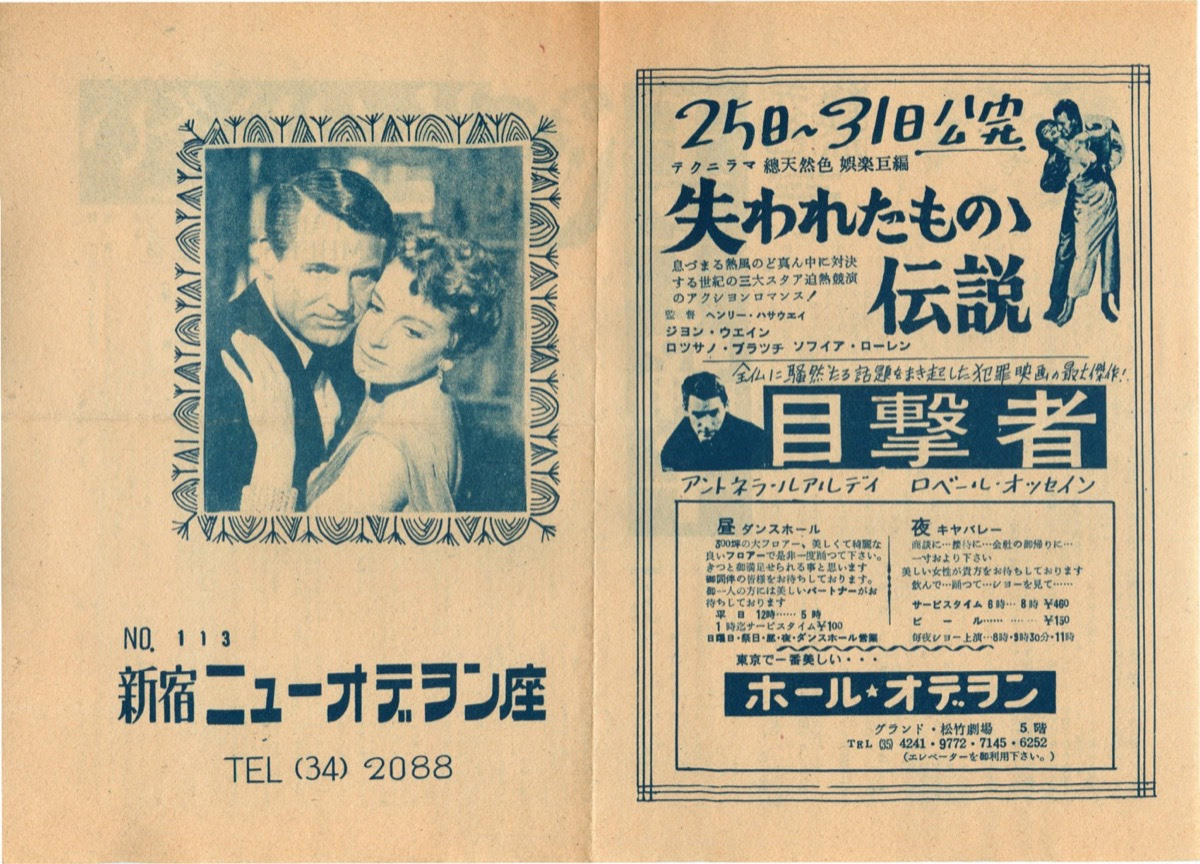 NO. 113
新宿 ニューオデヲン座
TEL (34) 2088
25日〜31日公開
テクニラマ 總天然色 娯楽巨編
失われたものゝ
伝説
息づまる熱風のど真ん中に対決
する世紀の三大スタア迫熱競演
のアクションロマンス!
監督 ヘンリー・ハサウエイ
ジヨン・ウエイン
ロツサノ・ブラツチ ソフイア・ローレン
全仏に騒然たる話題をまき起した犯罪映画の最大傑作!
目撃者
アントネラ・ルアルデイ ロベール・オッセイン
昼 ダンスホール
300坪の大フロアー、美しくて綺麗な
良いフロアーで是非一度踊つて下さい。
きつと御満足せられる事と思います
御同伴の皆様をお待ちしております。
御一人の方には美しいパートナーがお
待ちしております
平日 12時……5時
1時迄サービスタイム¥100
日曜日・祭日・昼・夜・ダンスホール営業
夜 キヤバレー
商談に…接待に…会社の御帰りに…
一寸お より下さい
美しい女性が貴方をお待ちしております
飲んで…踊つて…ショーを見て……
サービスタイム 6時…8時 ¥460
ビール……………¥150
毎夜ショー上演…8時・9時30分・11時
東京で一番美しい・・・
ホール★オデヲン
グランド・松竹劇場 5階
TEL (35) 4241・9772・7145・6252
(エレベーターを御利用下さい。)